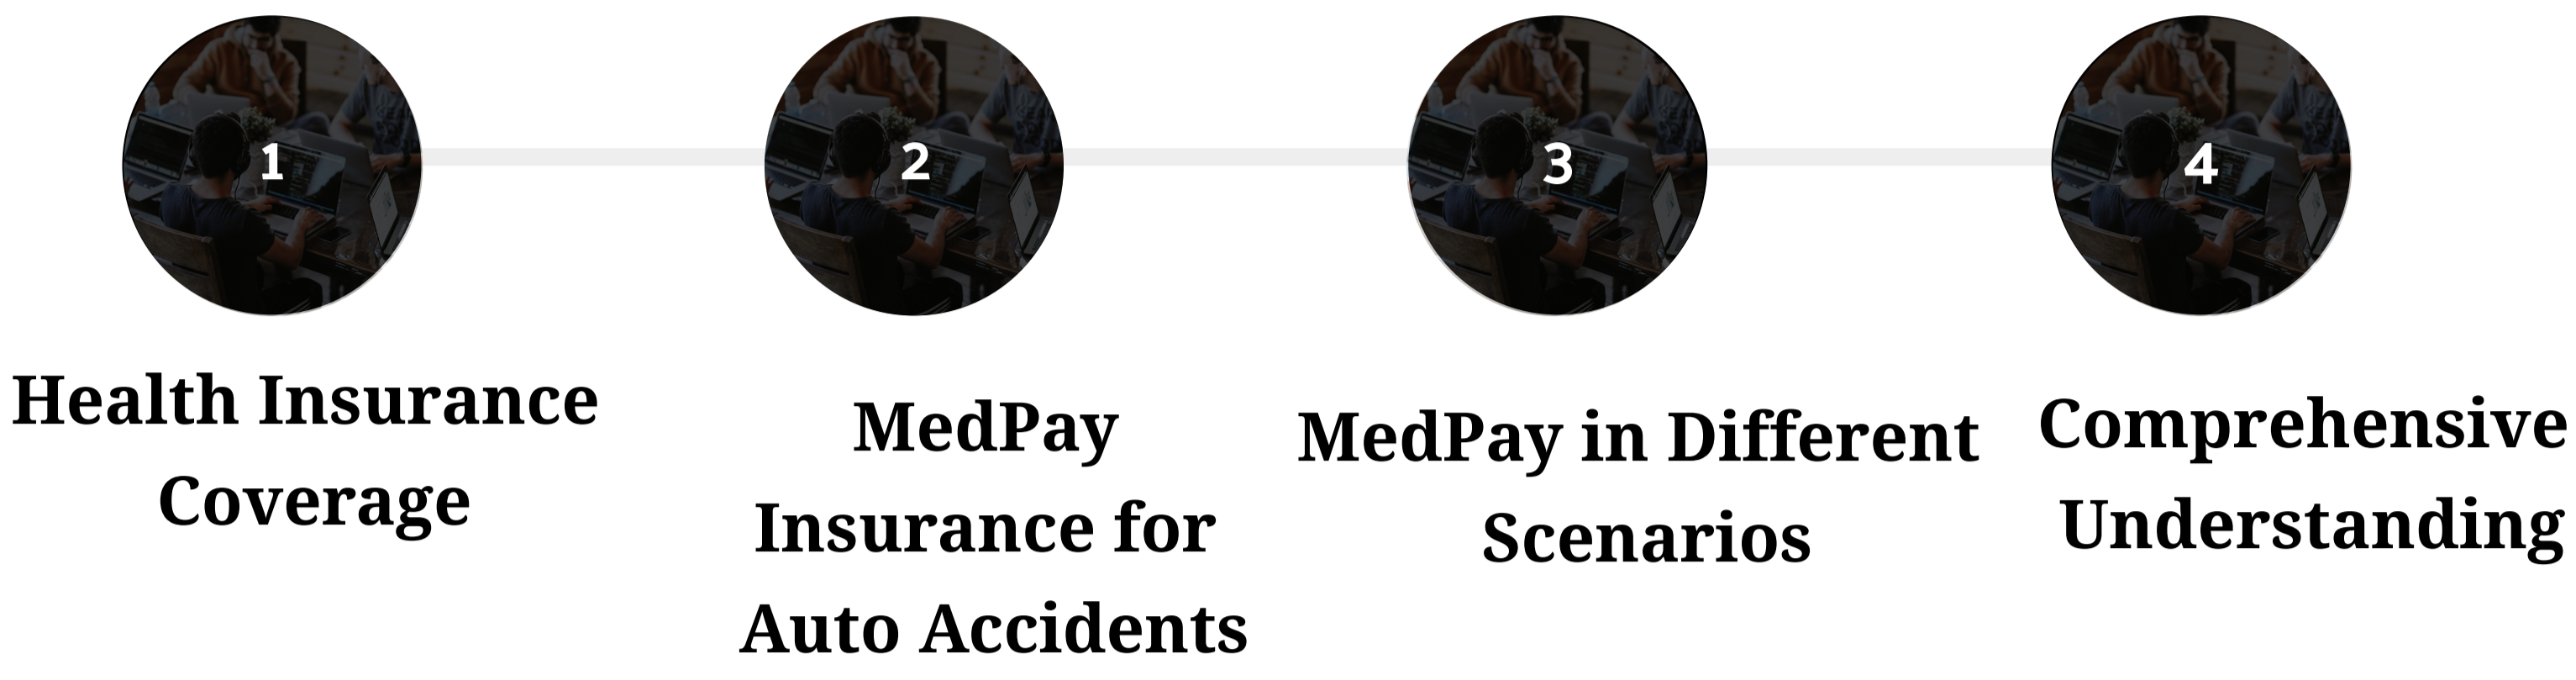 1
2
3
4
Health Insurance
Coverage
MedPay
Insurance for
Auto Accidents
MedPay in Different
Scenarios
Comprehensive
Understanding